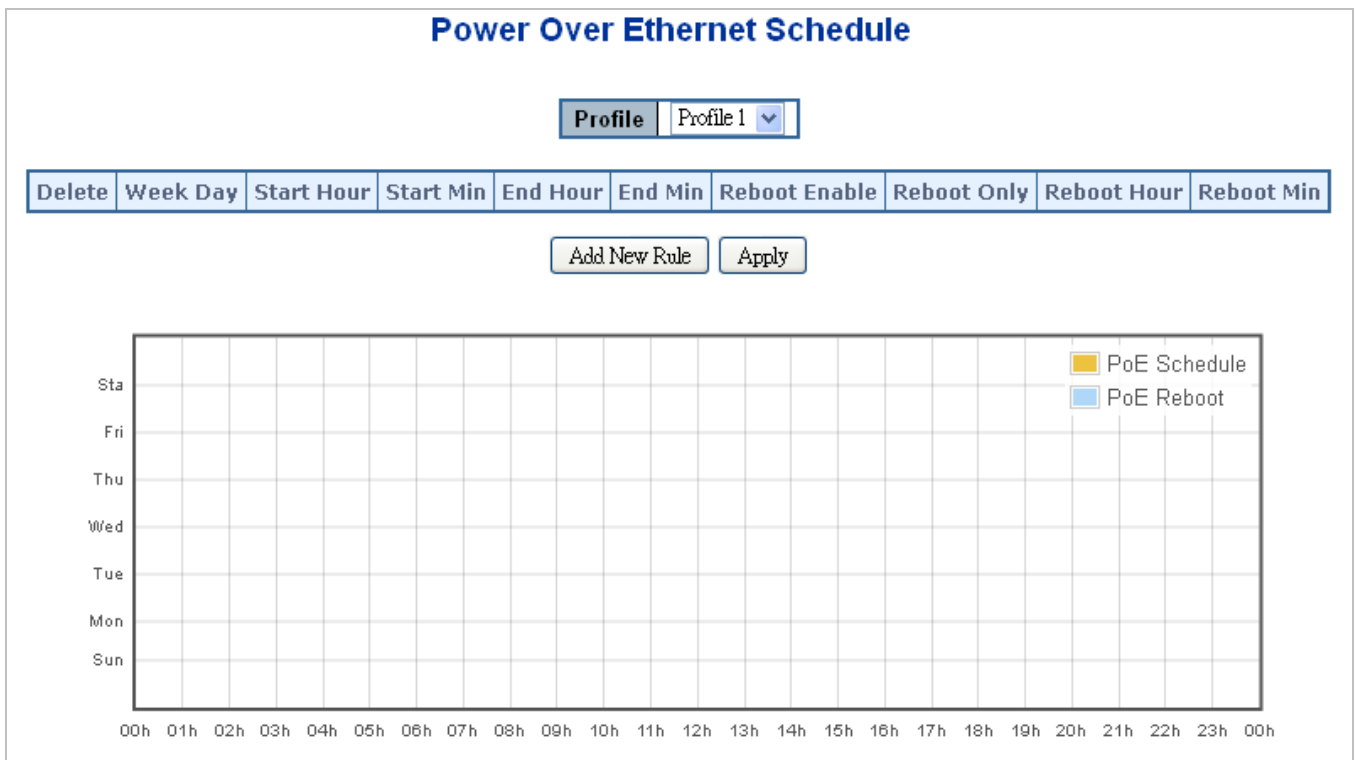 Power Over Ethernet Schedule
Profile Profile 1
Delete Week Day Start Hour Start Min End Hour End Min Reboot Enable Reboot Only Reboot Hour Reboot Min
Add New Rule Apply
PoE Schedule
PoE Reboot
Sta
Fri
Thu
Wed
Tue
Mon
Sun
00h 01h 02h 03h 04h 05h 06h 07h 08h 09h 10h 11h 12h 13h 14h 15h 16h 17h 18h 19h 20h 21h 22h 23h 00h